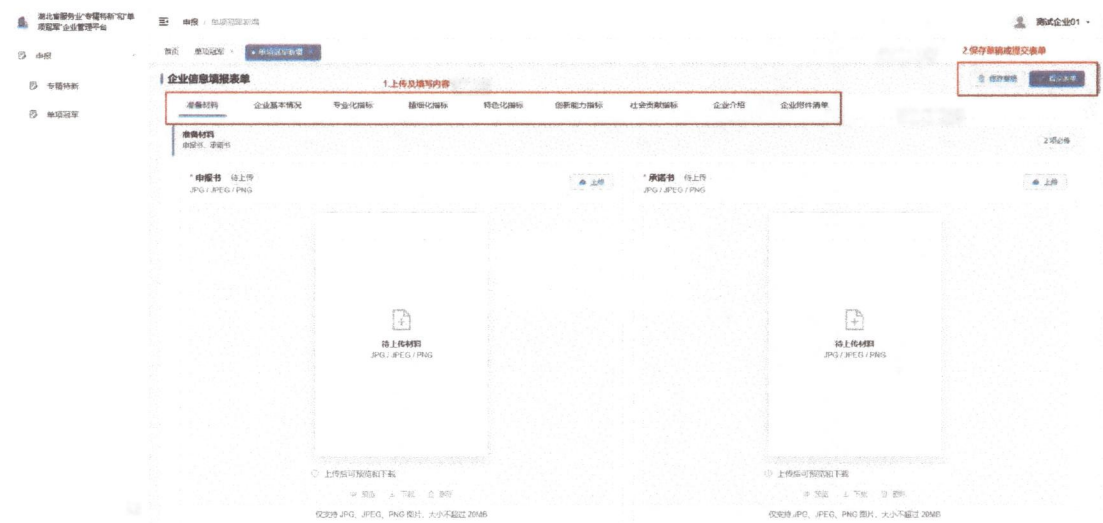 湖北省服务业"专精特新"和"单
项冠军"企业管理平台
申报
专精特新
单项冠军
申报 /
测试企业01
首页 单项冠军
2.保存草稿或提交表单
企业信息填报表单
1.上传及填写内容
保存草稿 提交表单
准备材料 企业基本情况 专业化指标 精细化指标 特色化指标 创新能力指标 社会贡献指标 企业介绍 企业附件清单
准备材料
申报书、承诺书
2 项必传
* 申报书 待上传
JPG / JPEG / PNG
上传
* 承诺书 待上传
JPG / JPEG / PNG
上传
待上传材料
JPG / JPEG / PNG
待上传材料
JPG / JPEG / PNG
上传后可预览和下载
上传后可预览和下载
预览 下载 删除
预览 下载 删除
仅支持 JPG、JPEG、PNG 图片，大小不超过 20MB
仅支持 JPG、JPEG、PNG 图片，大小不超过 20MB